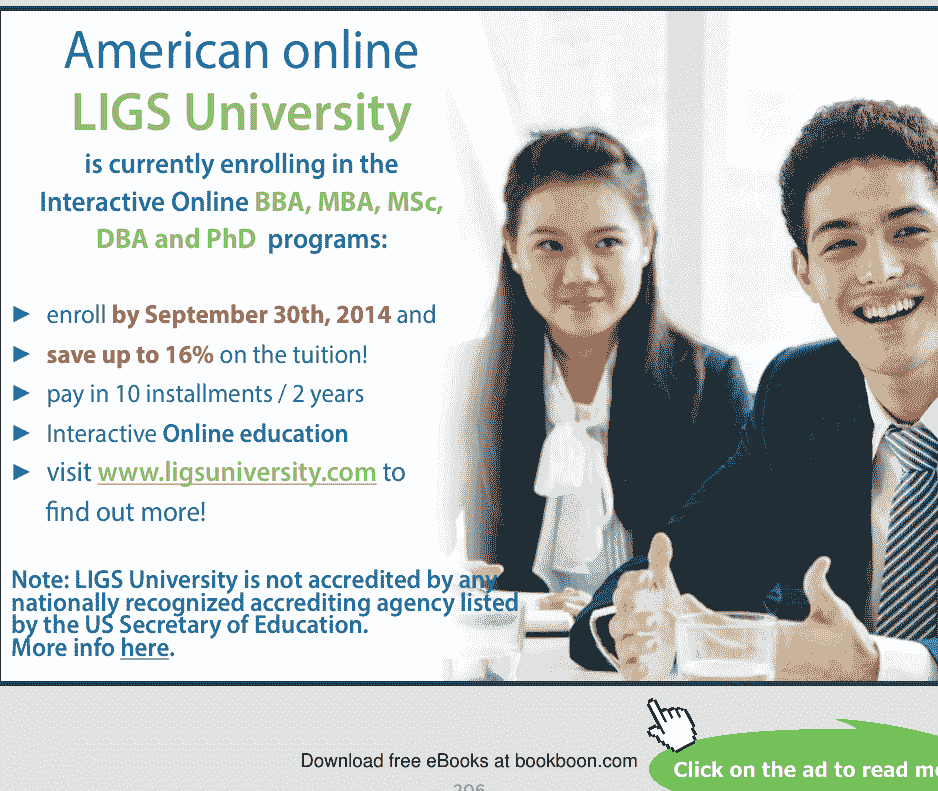 American online
LIGS University
is currently enrolling in the
Interactive Online BBA, MBA, MSc,
DBA and PhD programs:
► enroll by September 30th, 2014 and
► save up to 16% on the tuition!
► pay in 10 installments / 2 years
► Interactive Online education
► visit www.ligsuniversity.com to
find out more!
Note: LIGS University is not accredited by any
nationally recognized accrediting agency listed
by the US Secretary of Education.
More info here.
Download free eBooks at bookboon.com
Click on the ad to read
206